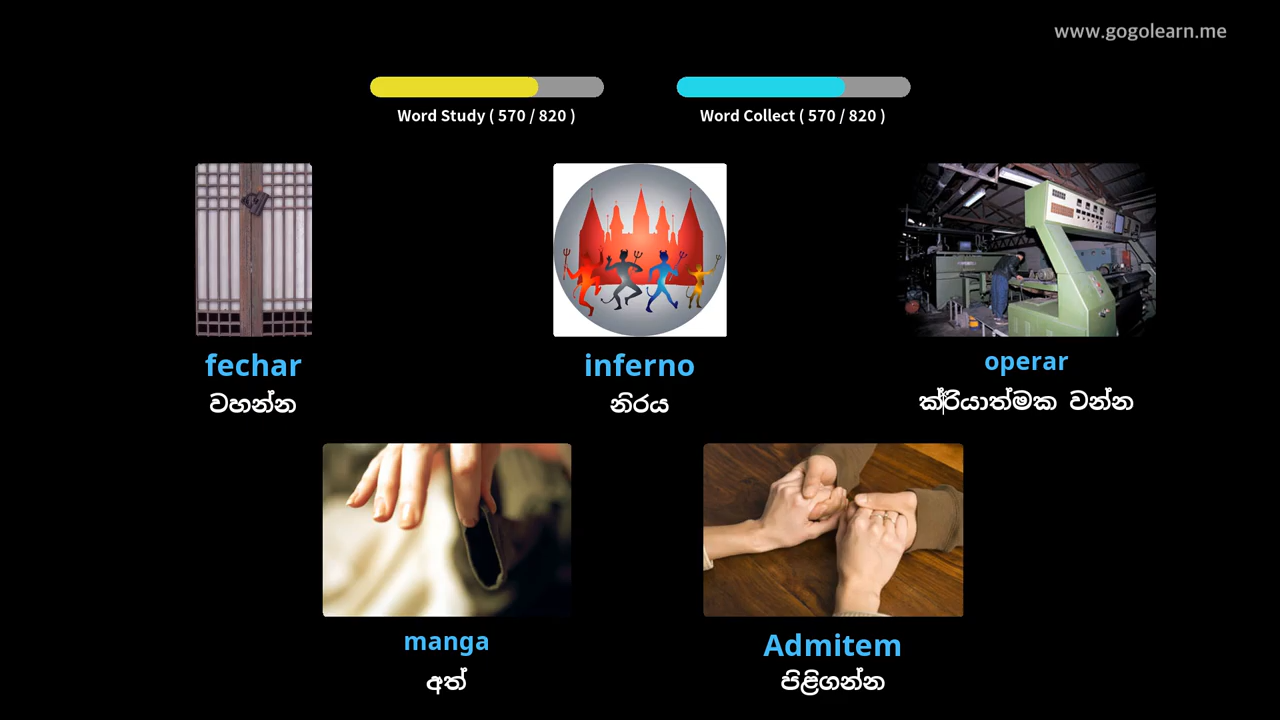 www.gogolearn.me
Word Study ( 570 / 820 )
Word Collect ( 570 / 820 )
fechar
වහන්න
inferno
නිරය
operar
ක්‍රියාත්මක වන්න
manga
අත්
Admitem
පිළිගන්න